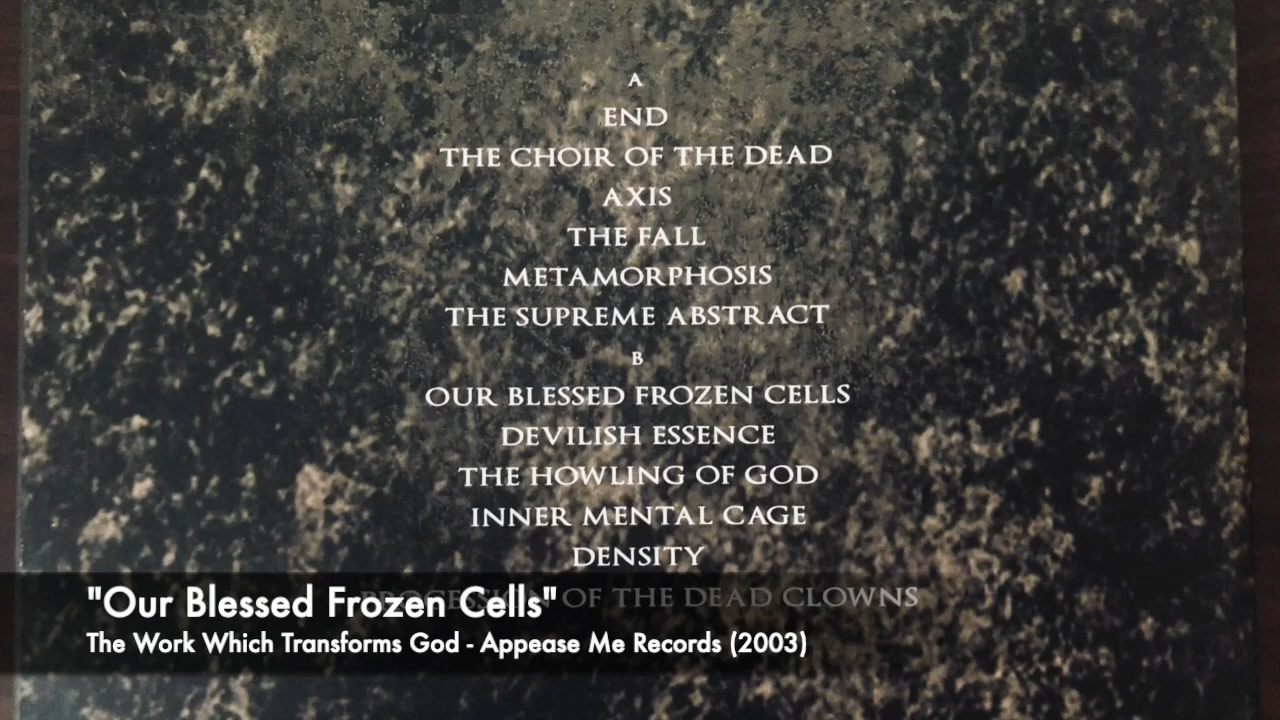 A
END
THE CHOIR OF THE DEAD
AXIS
THE FALL
METAMORPHOSIS
THE SUPREME ABSTRACT
B
OUR BLESSED FROZEN CELLS
DEVILISH ESSENCE
THE HOWLING OF GOD
INNER MENTAL CAGE
DENSITY
PROCESSION OF THE DEAD CLOWNS
"Our Blessed Frozen Cells"
The Work Which Transforms God - Appease Me Records (2003)